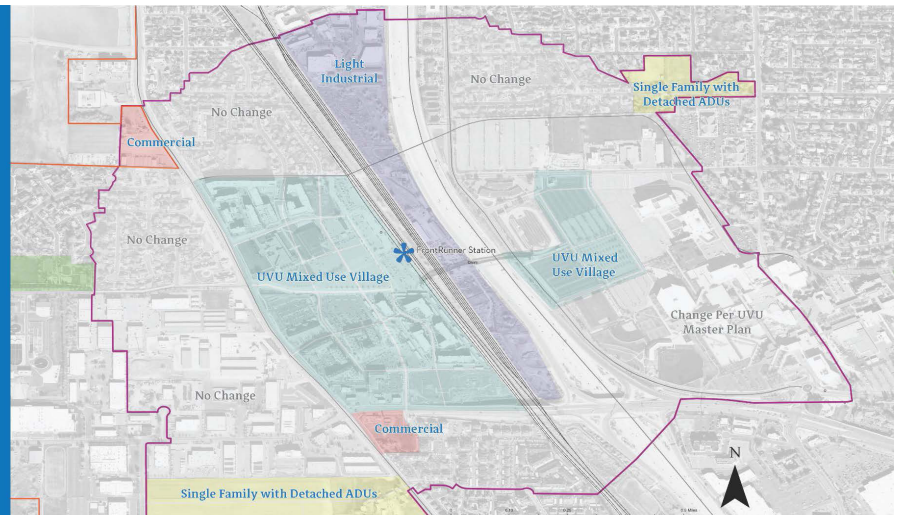 Light
Industrial
No Change
Single Family with
Detached ADUs
No Change
Commercial
No Change
FrontRunner Station
UVU Mixed Use Village
UVU Mixed
Use Village
Change Per UVU
Master Plan
No Change
Commercial
N
Single Family with Detached ADUs